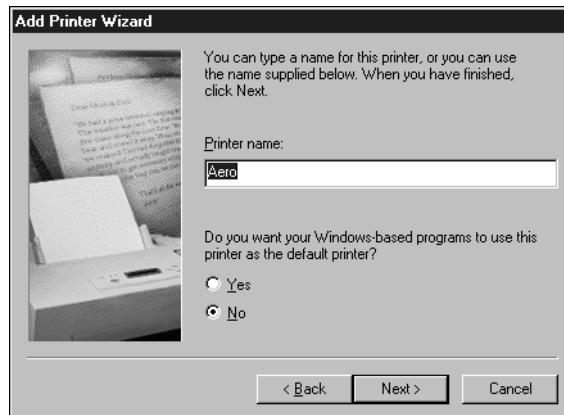 Add Printer Wizard
You can type a name for this printer, or you can use
the name supplied below. When you have finished,
click Next.
Printer name:
Aero
Do you want your Windows-based programs to use this
printer as the default printer?
Yes
No
< Back
Next >
Cancel